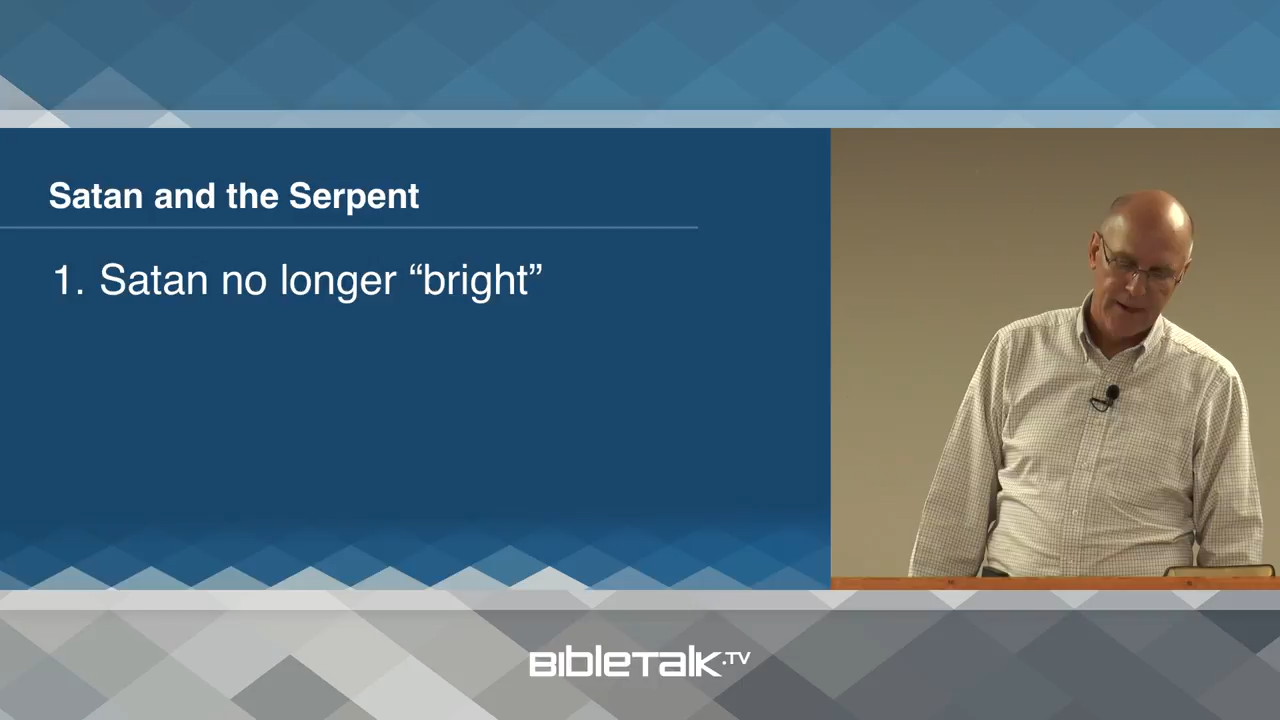 Satan and the Serpent
1. Satan no longer “bright”
BIBLETALK.TV